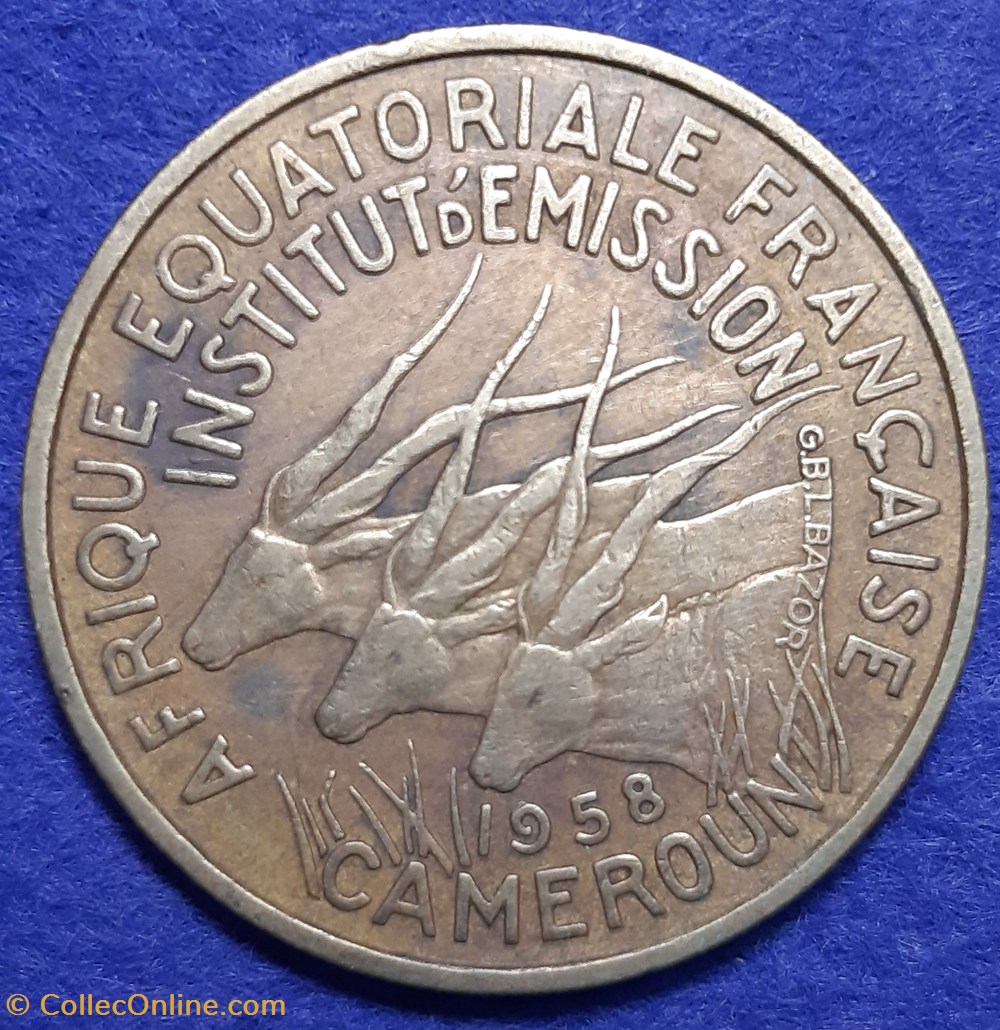 AFRIQUE EQUATORIALE FRANÇAISE
INSTITUT D'EMISSION
G.B.L.BAZOR
1958
CAMEROUN
© CollecOnline.com